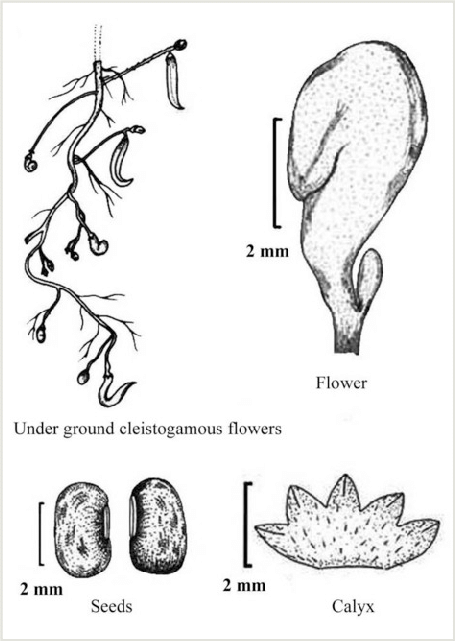 2 mm
Flower
Under ground cleistogamous flowers
2 mm
Seeds
2 mm
Calyx